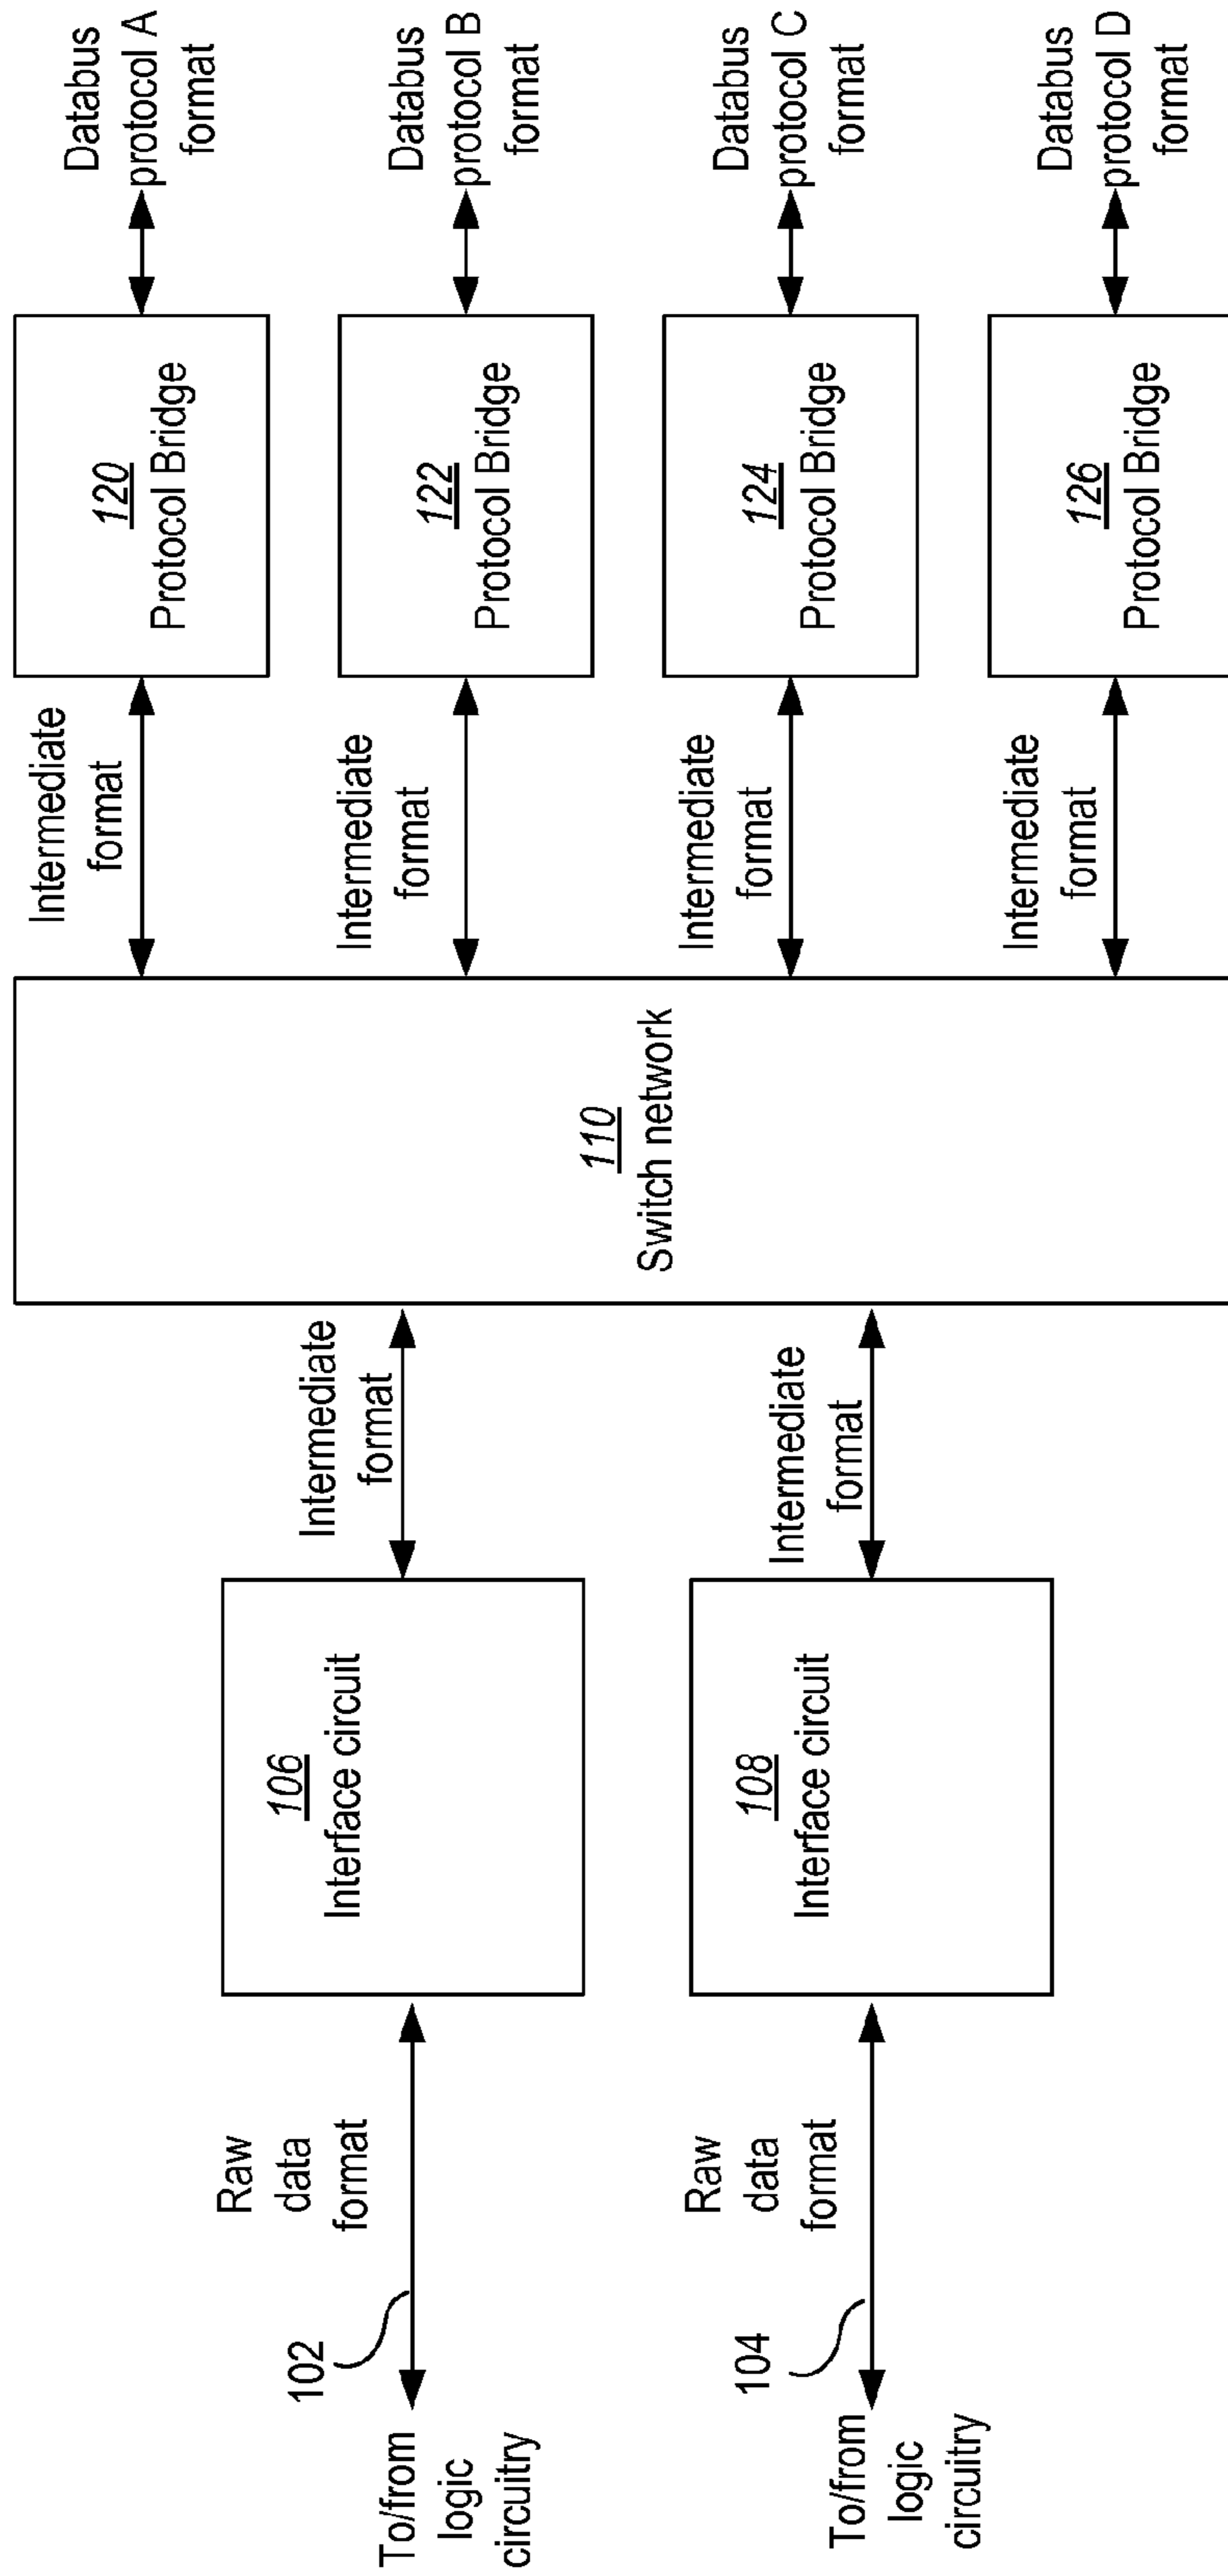 To/from
logic
circuitry
102
Raw
data
format
106
Interface circuit
Intermediate
format
To/from
logic
circuitry
104
Raw
data
format
108
Interface circuit
Intermediate
format
110
Switch network
Intermediate
format
120
Protocol Bridge
Databus
protocol A
format
Intermediate
format
122
Protocol Bridge
Databus
protocol B
format
Intermediate
format
124
Protocol Bridge
Databus
protocol C
format
Intermediate
format
126
Protocol Bridge
Databus
protocol D
format